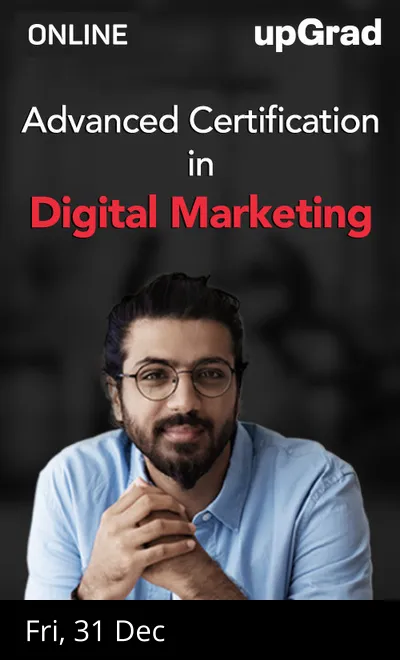 ONLINE upGrad
Advanced Certification
in
Digital Marketing
Fri, 31 Dec